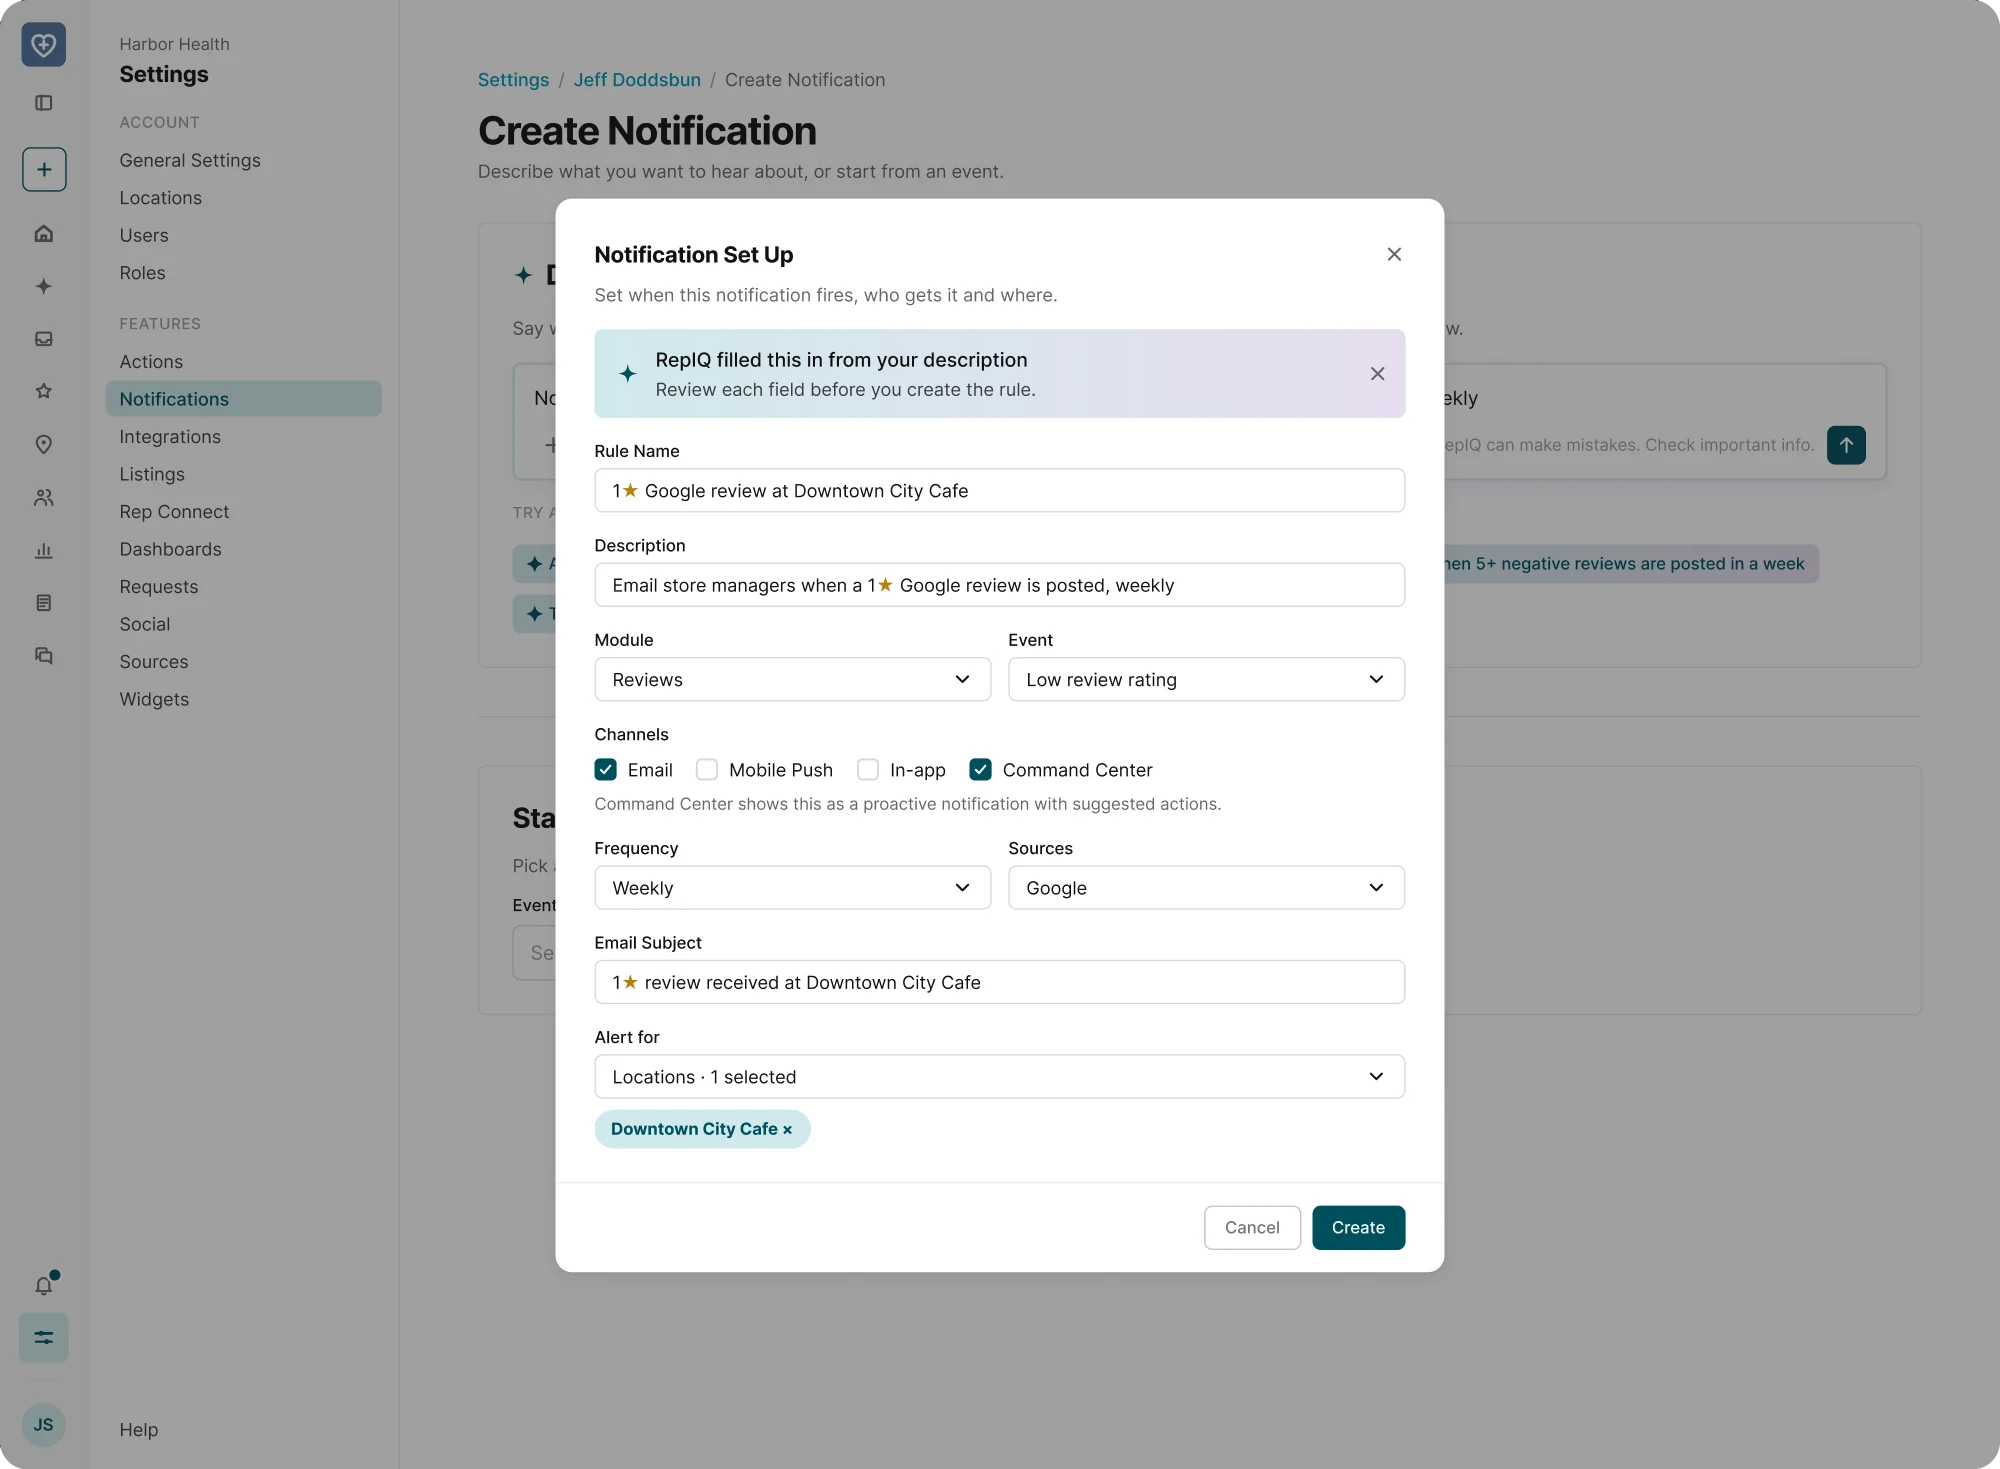 Harbor Health
Settings
ACCOUNT
General Settings
Locations
Users
Roles
FEATURES
Actions
Notifications
Integrations
Listings
Rep Connect
Dashboards
Requests
Social
Sources
Widgets
Help
JS
Settings / Jeff Doddsbun / Create Notification
Create Notification
Describe what you want to hear about, or start from an event.
Say
can make mistakes. Check important info.
TRY
5+ negative reviews are posted in a week
Pick
Event
Notification Set Up
Set when this notification fires, who gets it and where.
RepIQ filled this in from your description
Review each field before you create the rule.
Rule Name
1★ Google review at Downtown City Cafe
Description
Email store managers when a 1★ Google review is posted, weekly
Module
Reviews
Event
Low review rating
Channels
Email
Mobile Push
In-app
Command Center
Command Center shows this as a proactive notification with suggested actions.
Frequency
Weekly
Sources
Google
Email Subject
1★ review received at Downtown City Cafe
Alert for
Locations · 1 selected
Downtown City Cafe ×
Cancel
Create